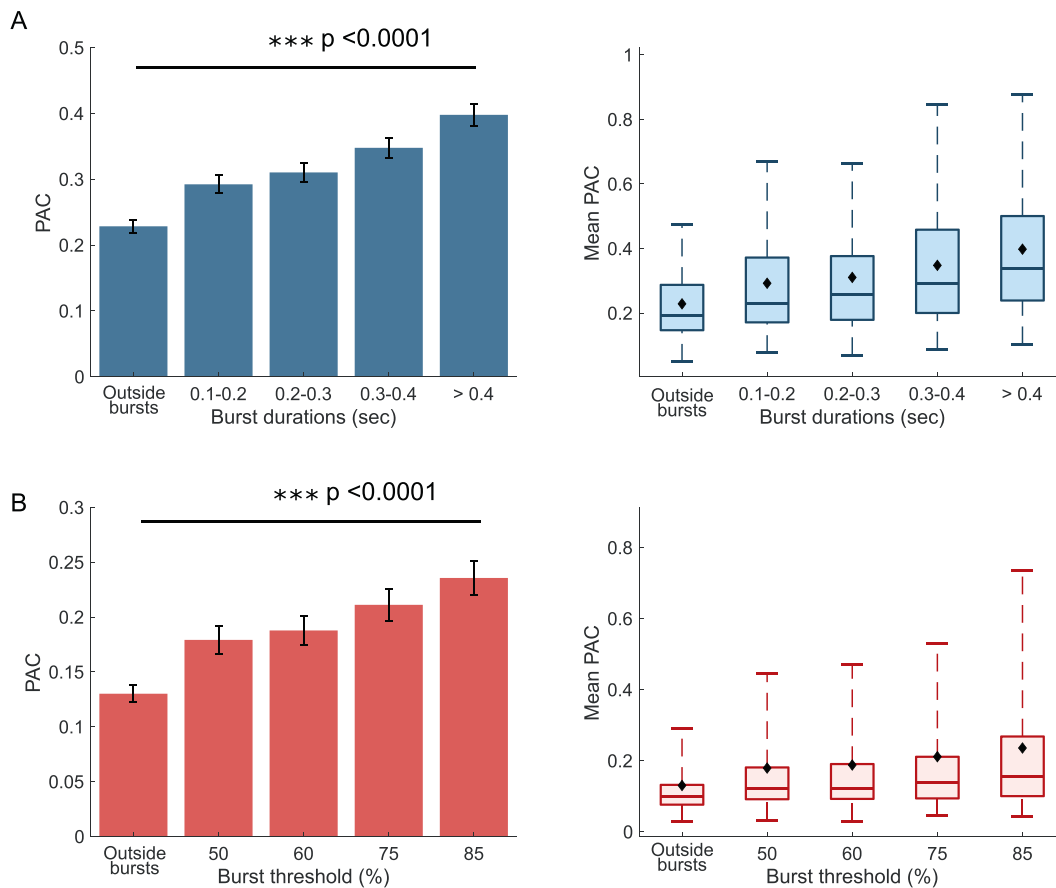 A
*** p <0.0001
0.5
0.4
0.3
0.2
0.1
0
PAC
Outside bursts
0.1-0.2
0.2-0.3
0.3-0.4
> 0.4
Burst durations (sec)
1
0.8
0.6
0.4
0.2
Mean PAC
Outside bursts
0.1-0.2
0.2-0.3
0.3-0.4
> 0.4
Burst durations (sec)
B
*** p <0.0001
0.3
0.25
0.2
0.15
0.1
0.05
0
PAC
Outside bursts
50
60
75
85
Burst threshold (%)
0.8
0.6
0.4
0.2
0
Mean PAC
Outside bursts
50
60
75
85
Burst threshold (%)